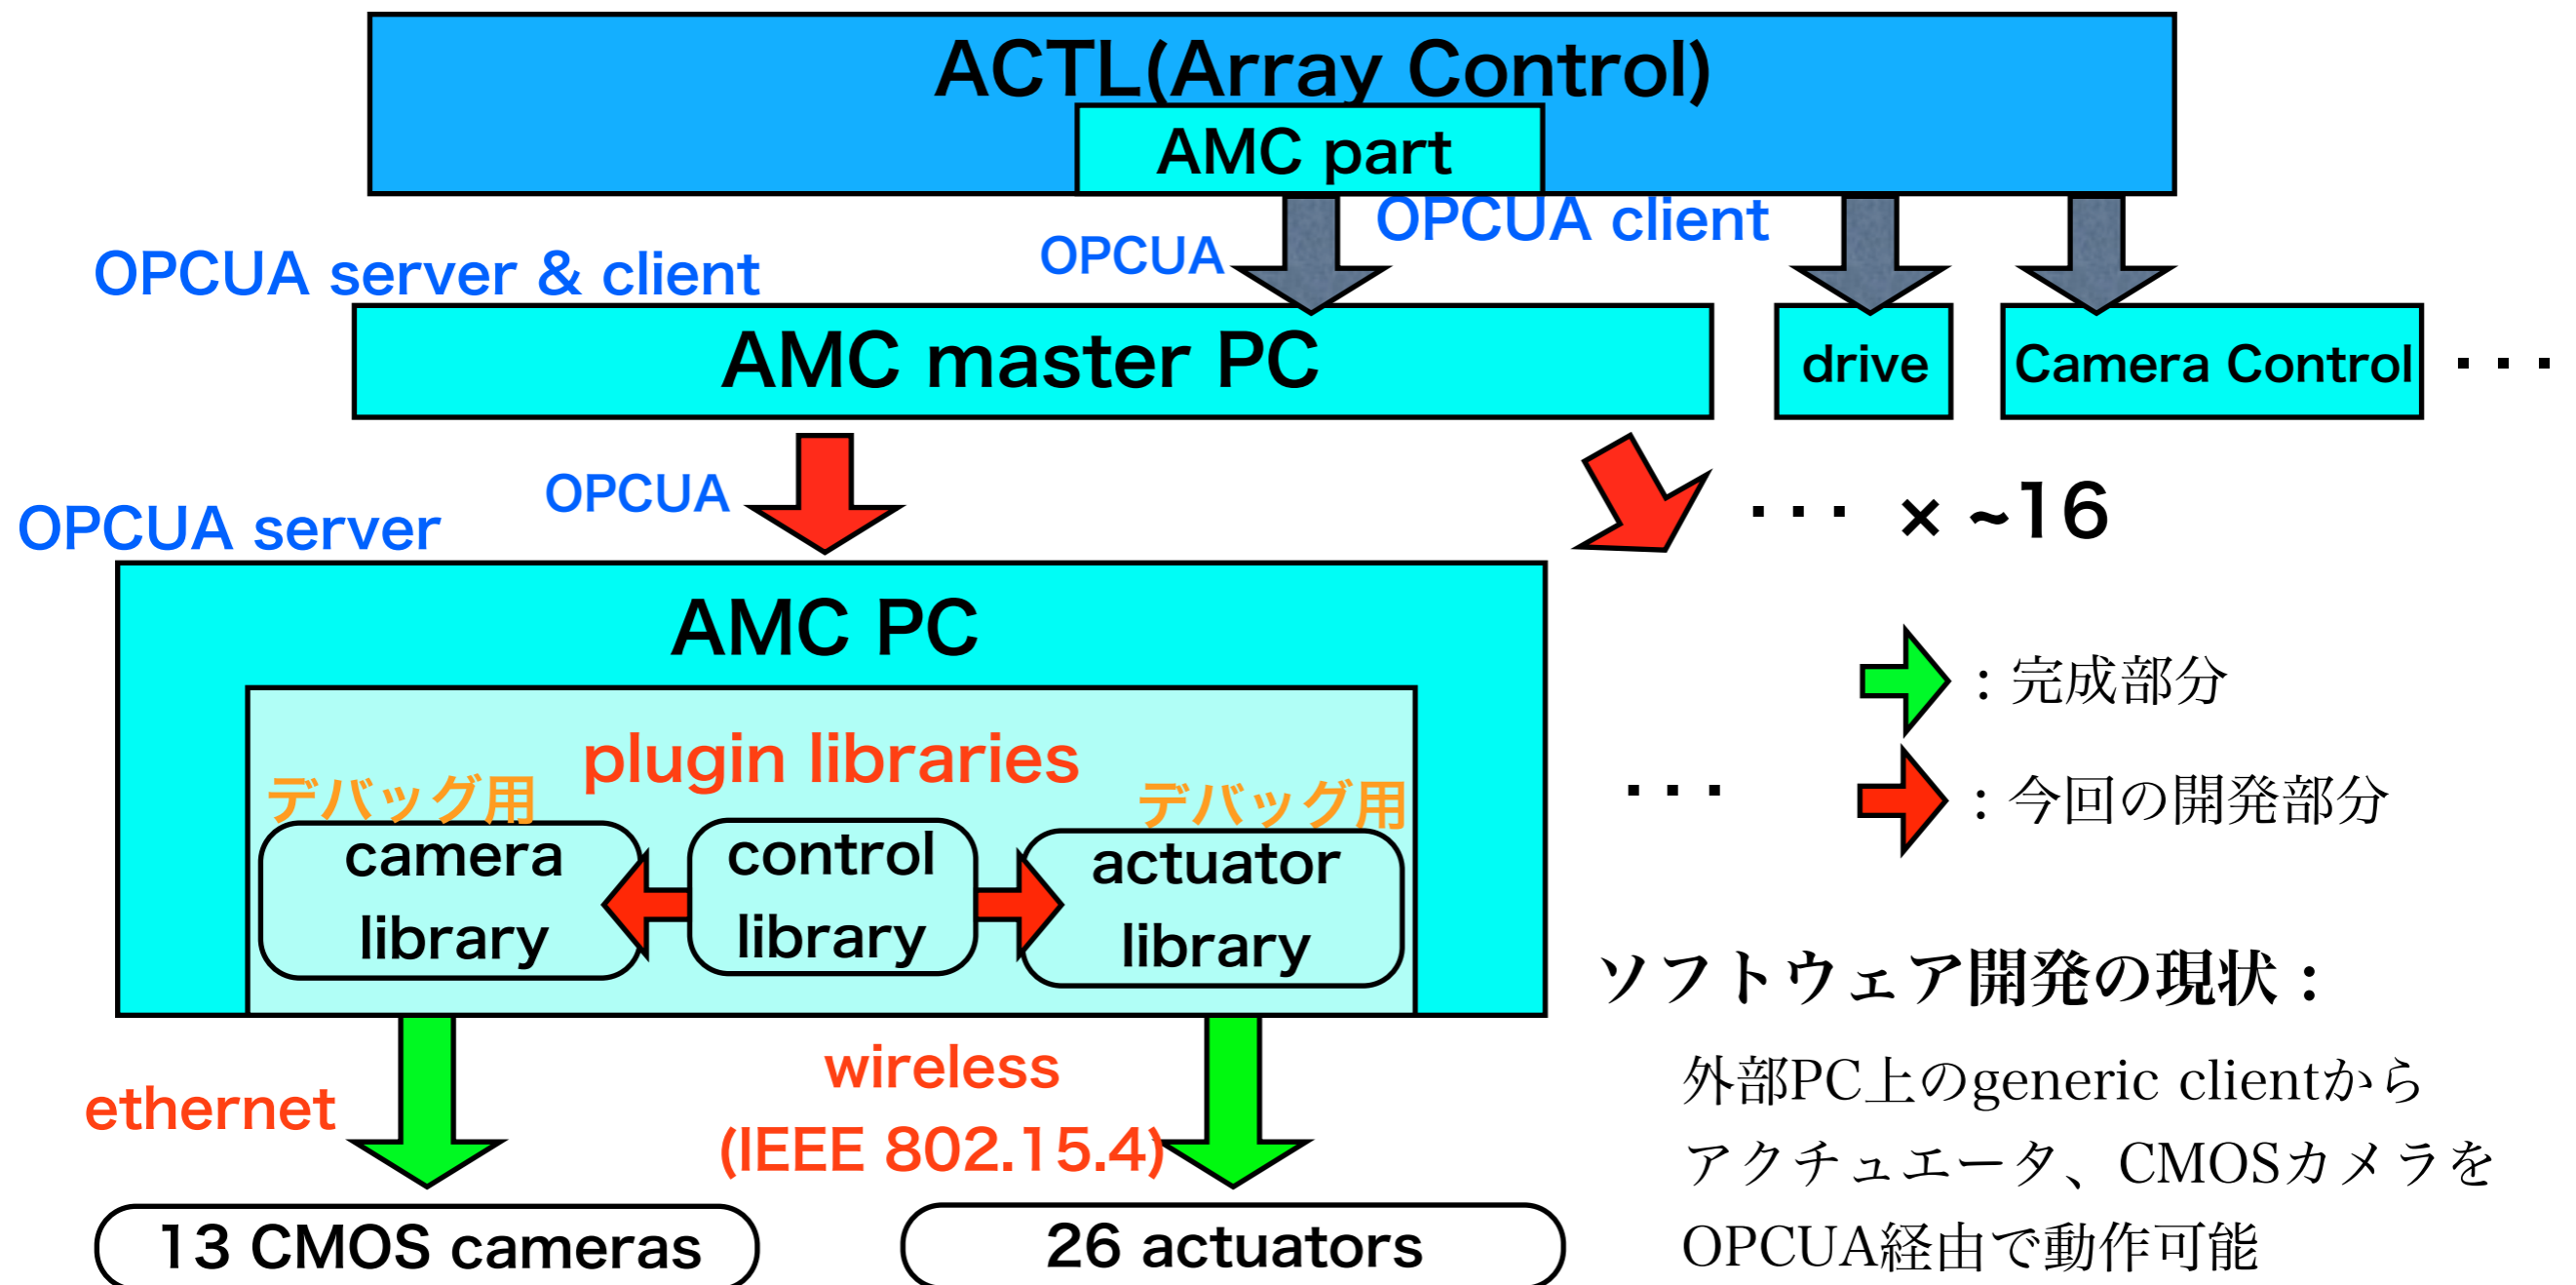 ACTL(Array Control)
AMC part
OPCUA client
OPCUA
OPCUA server & client
AMC master PC
drive
Camera Control
･･･
OPCUA
･･･ × ~16
OPCUA server
AMC PC
：完成部分
plugin libraries
デバッグ用
デバッグ用
･･･
：今回の開発部分
camera
library
control
library
actuator
library
ソフトウェア開発の現状：
外部PC上のgeneric clientから
アクチュエータ、CMOSカメラを
OPCUA経由で動作可能
ethernet
wireless
(IEEE 802.15.4)
13 CMOS cameras
26 actuators